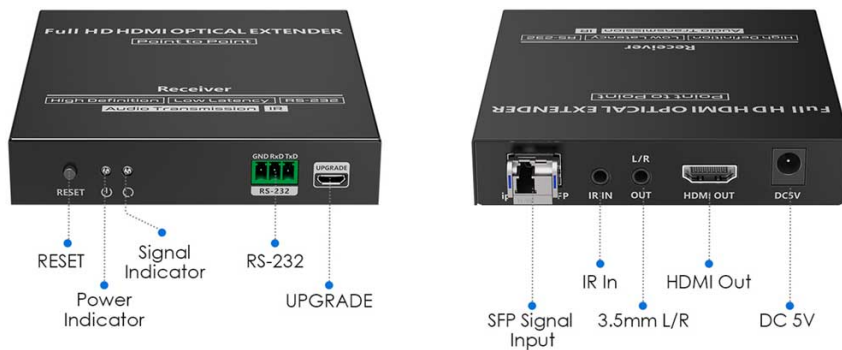 Full HD HDMI OPTICAL EXTENDER
Point to Point
Receiver
High Definition Low Latency RS-232
Audio Transmission IR
RESET
GND RxD TxD
RS-232
UPGRADE
RESET
Signal
Indicator
RS-232
Power
Indicator
UPGRADE
Audio Transmission IR
High Definition Low Latency RS-232
Receiver
Point to Point
Full HD HDMI OPTICAL EXTENDER
L/R
IR IN
OUT
HDMI OUT
DC5V
IR In
HDMI Out
SFP Signal
Input
3.5mm L/R
DC 5V